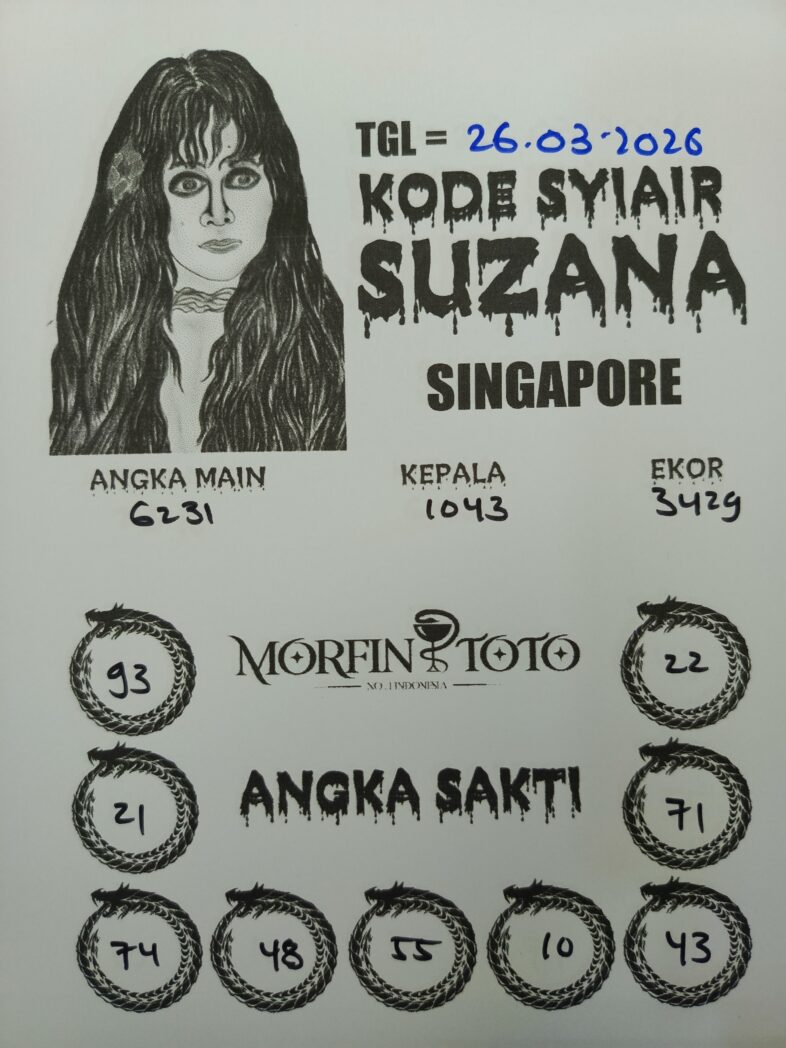 TGL = 26.03.2026
KODE SYIAIR
SUZANA
SINGAPORE
ANGKA MAIN KEPALA EKOR
6231 1043 3429
93 MORFIN TOTO 22
NO.1 INDONESIA
21 ANGKA SAKTI 71
74 48 55 10 43